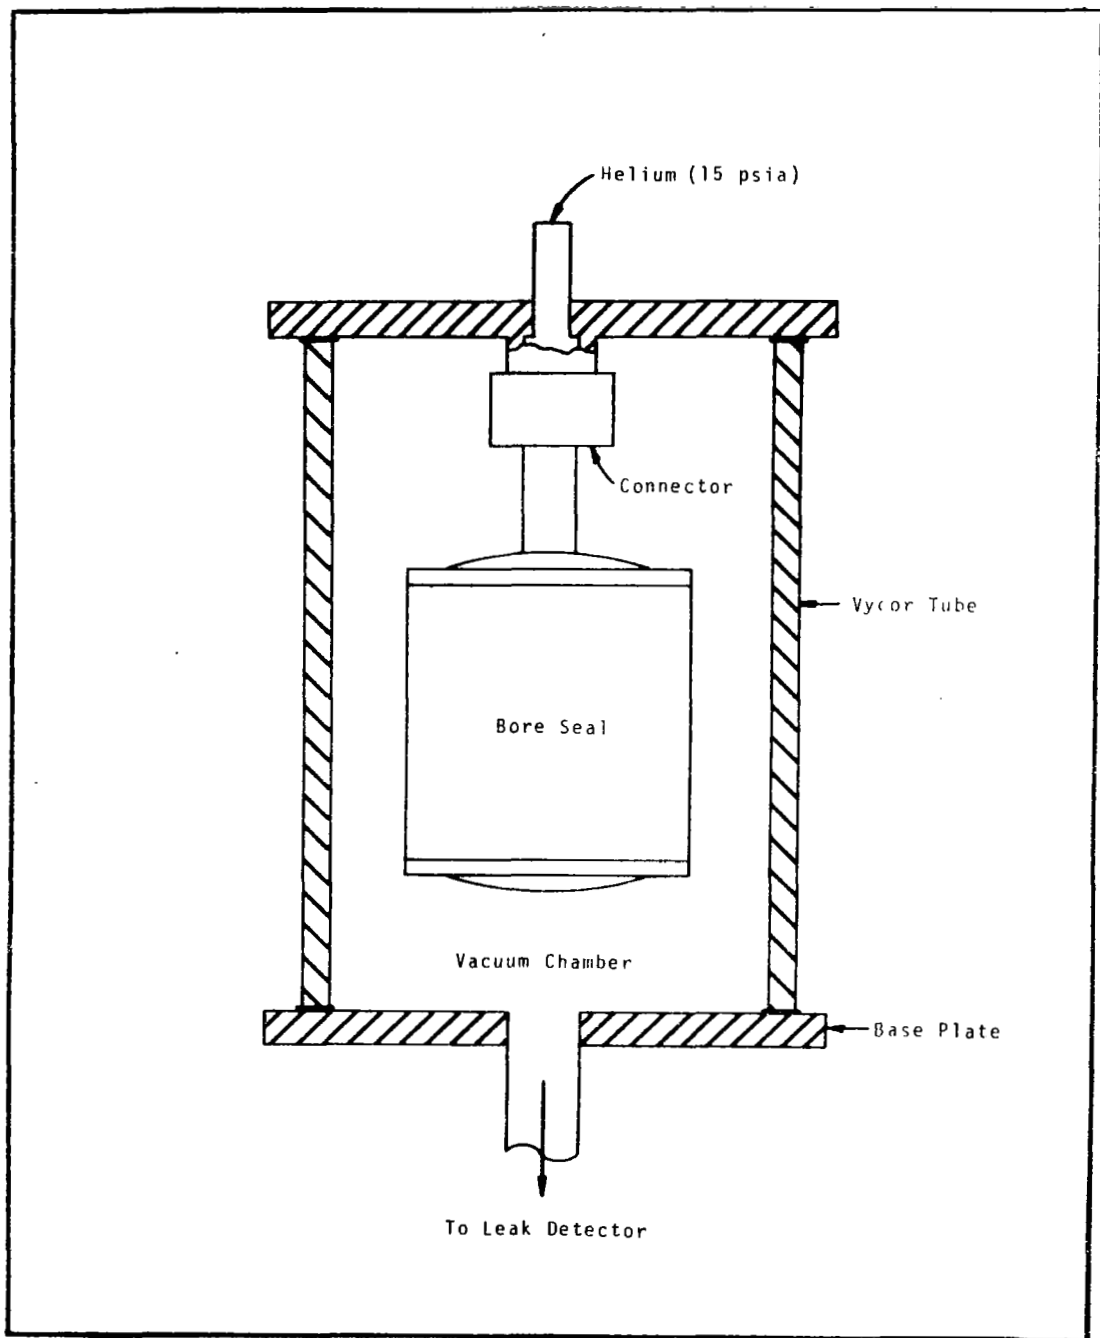 Helium (15 psia)
Connector
Vycor Tube
Bore Seal
Vacuum Chamber
Base Plate
To Leak Detector